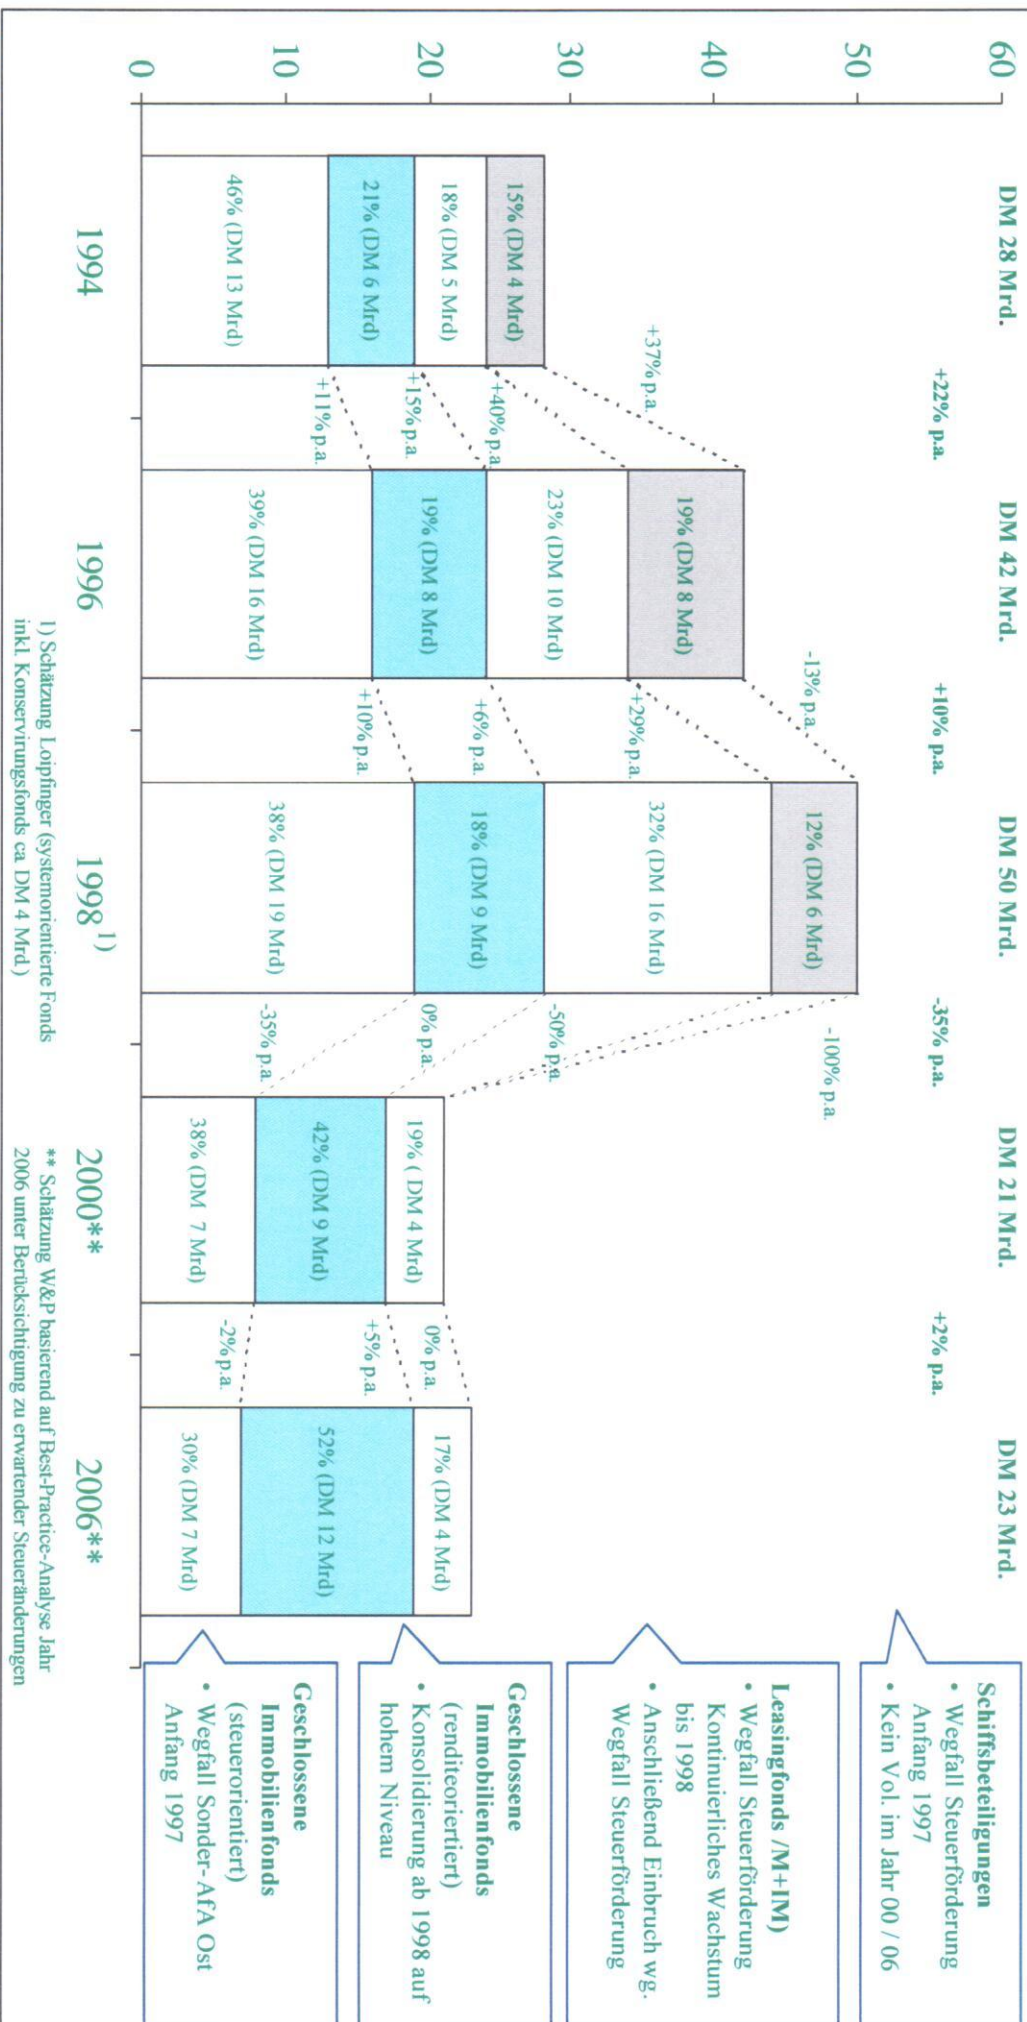 DM 28 Mrd.
+22% p.a.
DM 42 Mrd.
+10% p.a.
DM 50 Mrd.
-35% p.a.
DM 21 Mrd.
+2% p.a.
DM 23 Mrd.
60
50
40
30
20
10
0
15% (DM 4 Mrd)
18% (DM 5 Mrd)
21% (DM 6 Mrd)
46% (DM 13 Mrd)
+37% p.a.
+40% p.a.
+15% p.a.
+11% p.a.
19% (DM 8 Mrd)
23% (DM 10 Mrd)
19% (DM 8 Mrd)
39% (DM 16 Mrd)
-13% p.a.
+29% p.a.
+6% p.a.
+10% p.a.
12% (DM 6 Mrd)
32% (DM 16 Mrd)
18% (DM 9 Mrd)
38% (DM 19 Mrd)
-100% p.a.
-50% p.a.
0% p.a.
-35% p.a.
19% ( DM 4 Mrd)
42% (DM 9 Mrd)
38% (DM 7 Mrd)
0% p.a.
+5% p.a.
-2% p.a.
17% (DM 4 Mrd)
52% (DM 12 Mrd)
30% (DM 7 Mrd)
1994
1996
1998 1)
2000**
2006**
Schiffsbeteiligungen
• Wegfall Steuerförderung
Anfang 1997
• Kein Vol. im Jahr 00 / 06
Leasingfonds /M+IM)
• Wegfall Steuerförderung
Kontinuierliches Wachstum
bis 1998
• Anschließend Einbruch wg.
Wegfall Steuerförderung
Geschlossene
Immobilienfonds
(renditeoriertiert)
• Konsolidierung ab 1998 auf
hohem Niveau
Geschlossene
Immobilienfonds
(steuerorientiert)
• Wegfall Sonder- AfA Ost
Anfang 1997
1) Schätzung Loipfinger (systemorientierte Fonds
inkl. Konservirungsfonds ca DM 4 Mrd.)
** Schätzung W&P basierend auf Best-Practice-Analyse Jahr
2006 unter Berücksichtigung zu erwartender Steueränderungen